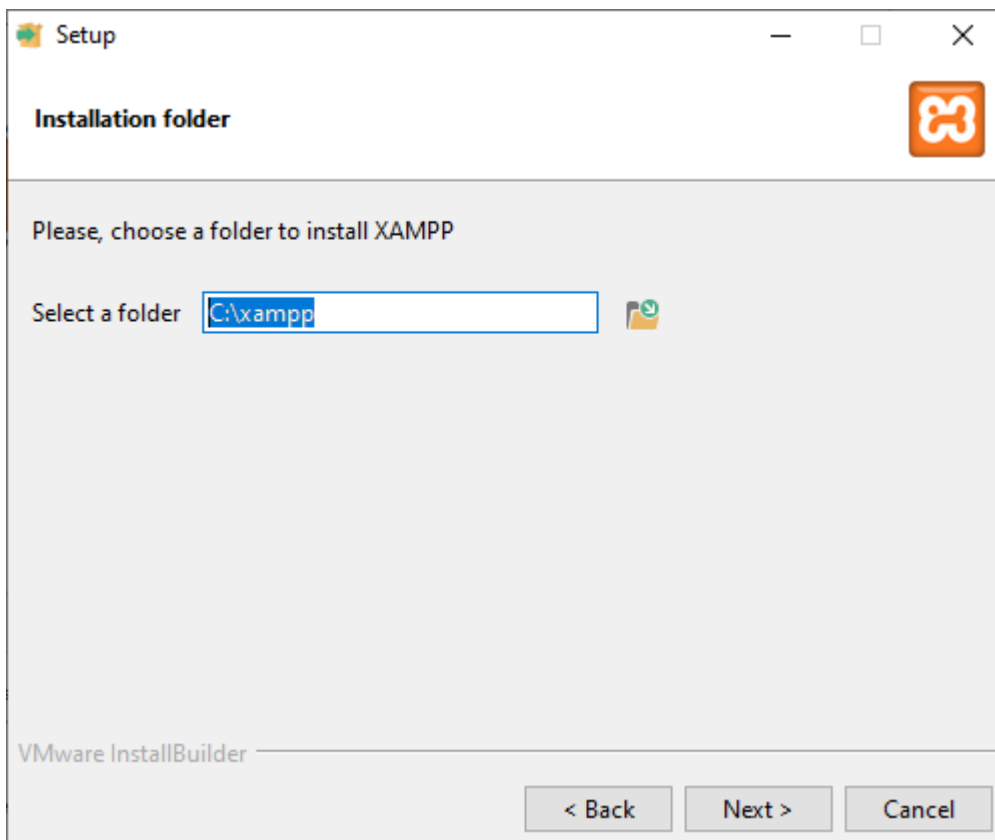 Setup
Installation folder
Please, choose a folder to install XAMPP
Select a folder C:\xampp
VMware InstallBuilder
< Back Next > Cancel